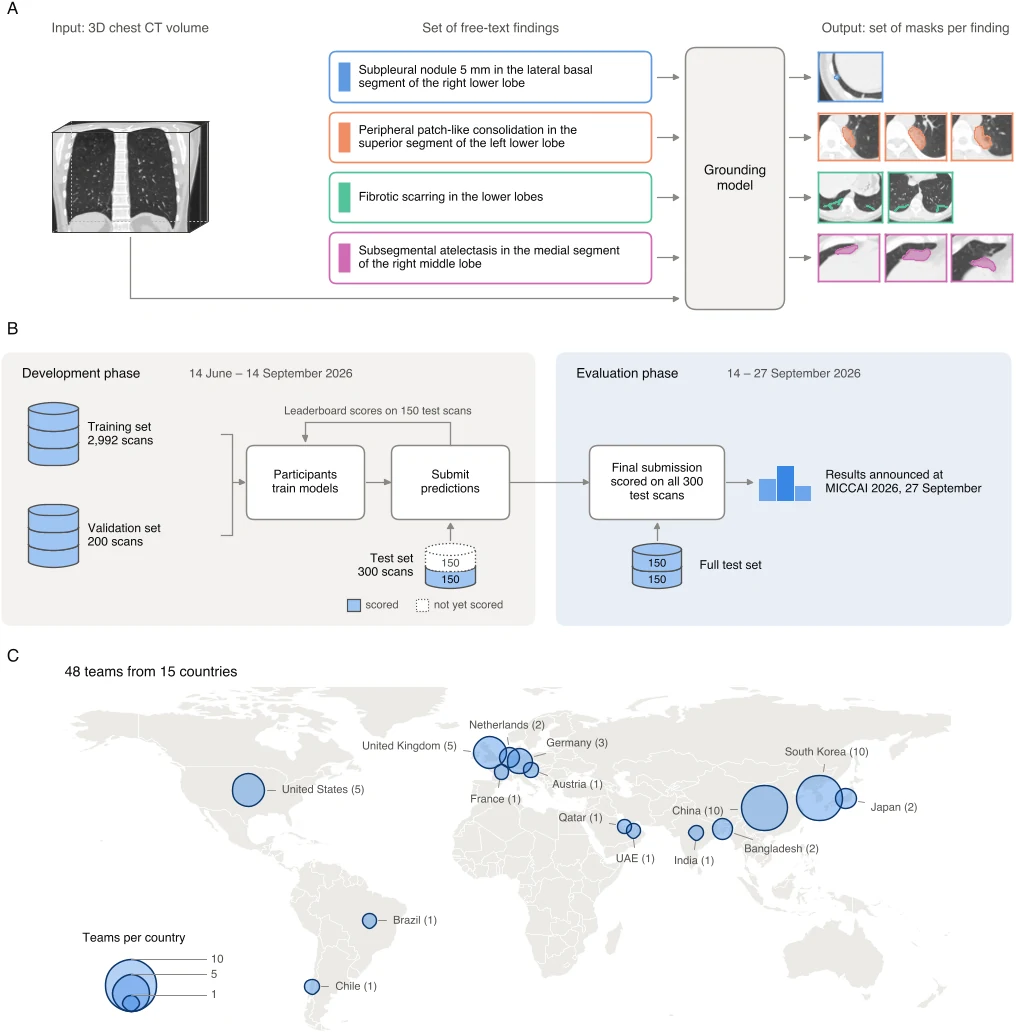 A
Input: 3D chest CT volume
Set of free-text findings
Output: set of masks per finding
Subpleural nodule 5 mm in the lateral basal
segment of the right lower lobe
Peripheral patch-like consolidation in the
superior segment of the left lower lobe
Fibrotic scarring in the lower lobes
Subsegmental atelectasis in the medial segment
of the right middle lobe
Grounding
model
B
Development phase
14 June – 14 September 2026
Leaderboard scores on 150 test scans
Training set
2,992 scans
Validation set
200 scans
Participants
train models
Submit
predictions
Test set
300 scans
150
150
scored
not yet scored
Evaluation phase
14 – 27 September 2026
Final submission
scored on all 300
test scans
Results announced at
MICCAI 2026, 27 September
150
150
Full test set
C
48 teams from 15 countries
Netherlands (2)
United Kingdom (5)
Germany (3)
South Korea (10)
United States (5)
Austria (1)
France (1)
China (10)
Japan (2)
Qatar (1)
UAE (1)
India (1)
Bangladesh (2)
Brazil (1)
Chile (1)
Teams per country
10
5
1